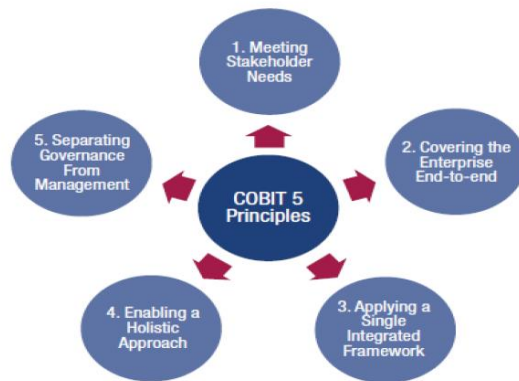 1. Meeting
Stakeholder
Needs
2. Covering the
Enterprise
End-to-end
3. Applying a
Single
Integrated
Framework
4. Enabling a
Holistic
Approach
5. Separating
Governance
From
Management
COBIT 5
Principles